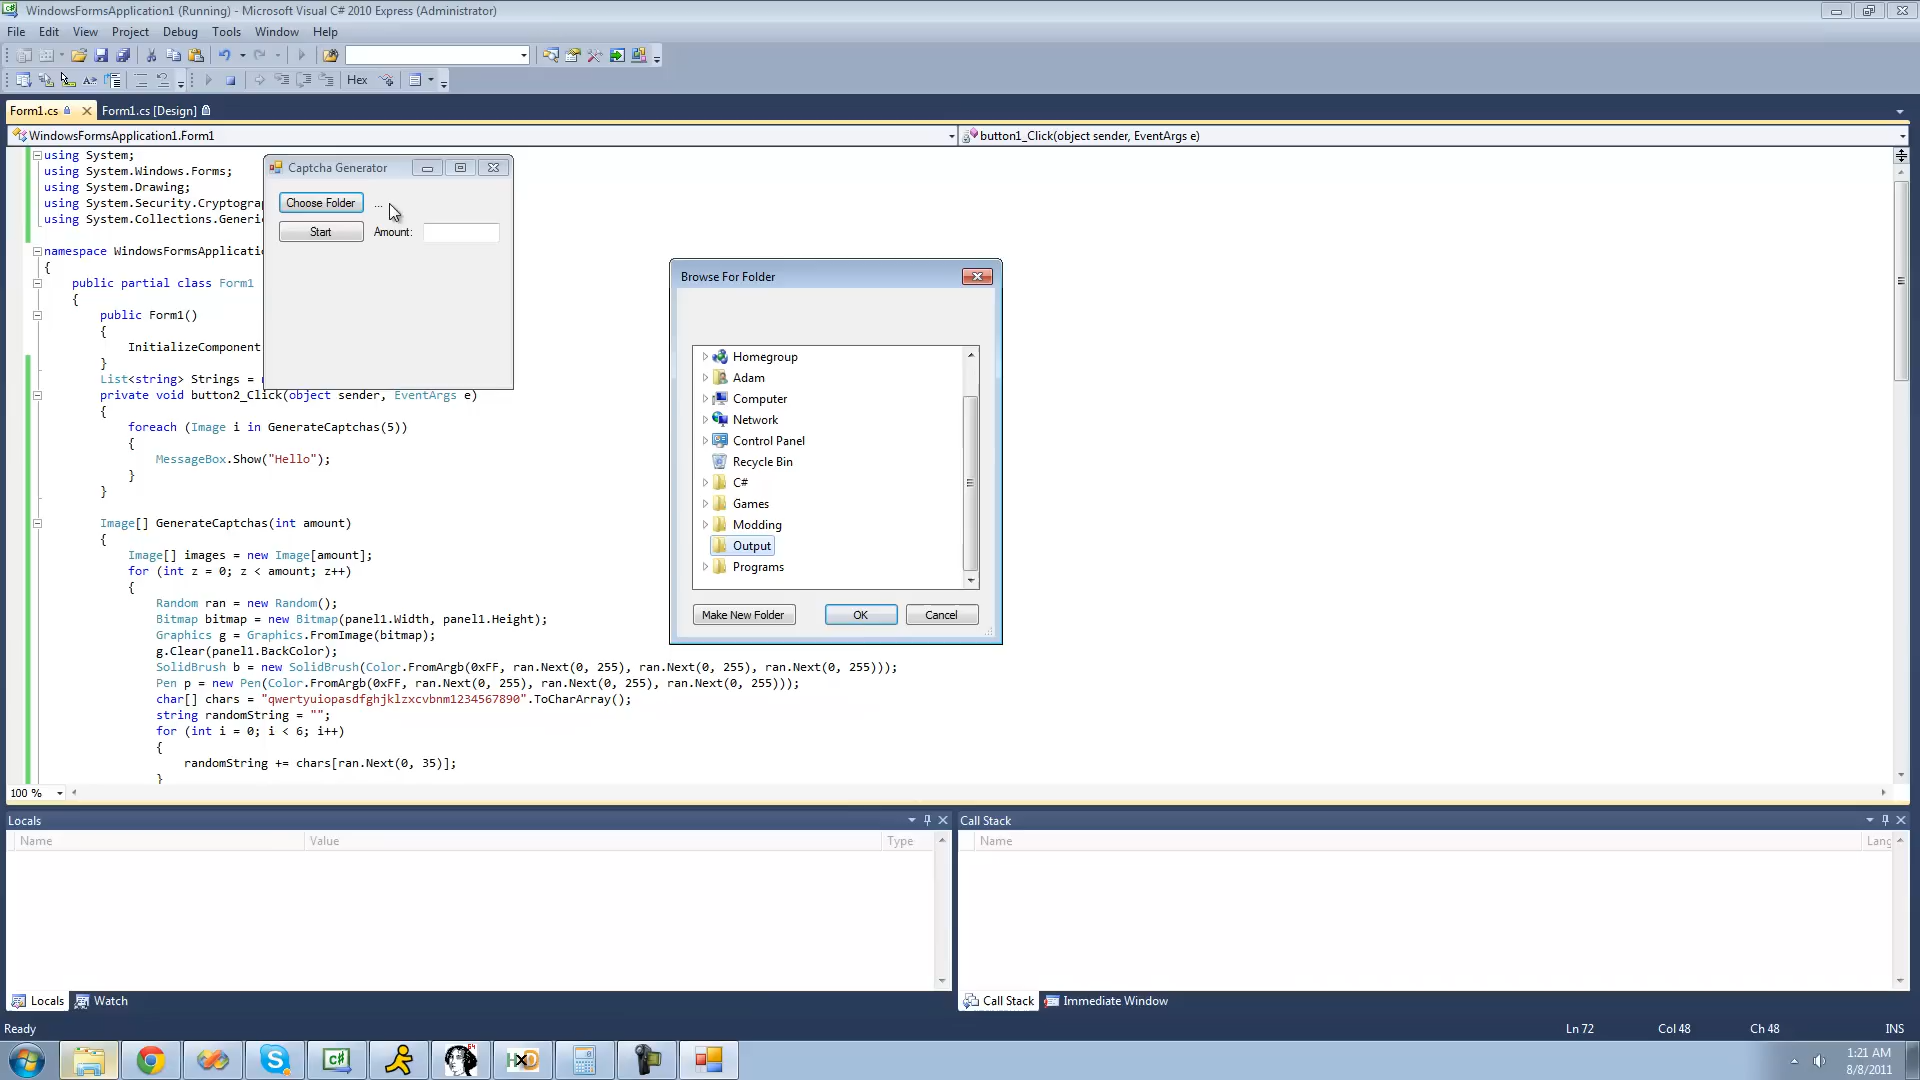 WindowsFormsApplication1 (Running) - Microsoft Visual C# 2010 Express (Administrator)
File Edit View Project Debug Tools Window Help
Hex
Form1.cs Form1.cs [Design]
WindowsFormsApplication1.Form1 button1_Click(object sender, EventArgs e)
using System;
using System.Windows.Forms;
using System.Drawing;
using System.Security.Cryptogra
using System.Collections.Generi
namespace WindowsFormsApplicati
{
public partial class Form1
{
public Form1()
{
InitializeComponent
}
List<string> Strings =
private void button2_Click(object sender, EventArgs e)
{
foreach (Image i in GenerateCaptchas(5))
{
MessageBox.Show("Hello");
}
}
Image[] GenerateCaptchas(int amount)
{
Image[] images = new Image[amount];
for (int z = 0; z < amount; z++)
{
Random ran = new Random();
Bitmap bitmap = new Bitmap(panel1.Width, panel1.Height);
Graphics g = Graphics.FromImage(bitmap);
g.Clear(panel1.BackColor);
SolidBrush b = new SolidBrush(Color.FromArgb(0xFF, ran.Next(0, 255), ran.Next(0, 255), ran.Next(0, 255)));
Pen p = new Pen(Color.FromArgb(0xFF, ran.Next(0, 255), ran.Next(0, 255), ran.Next(0, 255)));
char[] chars = "qwertyuiopasdfghjklzxcvbnm1234567890".ToCharArray();
string randomString = "";
for (int i = 0; i < 6; i++)
{
randomString += chars[ran.Next(0, 35)];
}
100 %
Captcha Generator
Choose Folder ...
Start Amount:
Browse For Folder
Homegroup
Adam
Computer
Network
Control Panel
Recycle Bin
C#
Games
Modding
Output
Programs
Make New Folder OK Cancel
Locals
Name Value Type
Call Stack
Name Lang
Locals Watch
Call Stack Immediate Window
Ready Ln 72 Col 48 Ch 48 INS
1:21 AM
8/8/2011